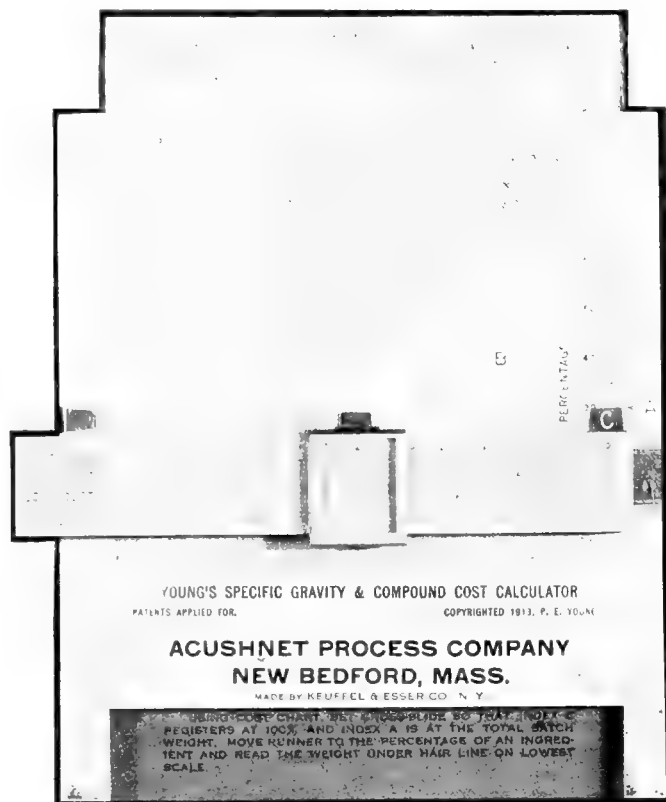 B
PERCENTAGE
C
YOUNG'S SPECIFIC GRAVITY & COMPOUND COST CALCULATOR
PATENTS APPLIED FOR. COPYRIGHTED 1913, P. E. YOUNG
ACUSHNET PROCESS COMPANY
NEW BEDFORD, MASS.
MADE BY KEUFFEL & ESSER CO. N. Y.
USING COST CHART, SET SLIDE SO THAT INDEX C
REGISTERS AT 100% AND INDEX A IS AT THE TOTAL BATCH
WEIGHT. MOVE RUNNER TO THE PERCENTAGE OF AN INGRED-
IENT AND READ THE WEIGHT UNDER HAIR LINE ON LOWEST
SCALE.